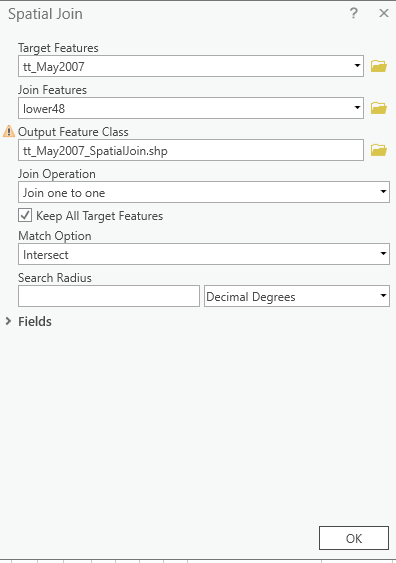 Spatial Join
?
Target Features
tt_May2007
Join Features
lower48
Output Feature Class
tt_May2007_SpatialJoin.shp
Join Operation
Join one to one
Keep All Target Features
Match Option
Intersect
Search Radius
Decimal Degrees
Fields
OK